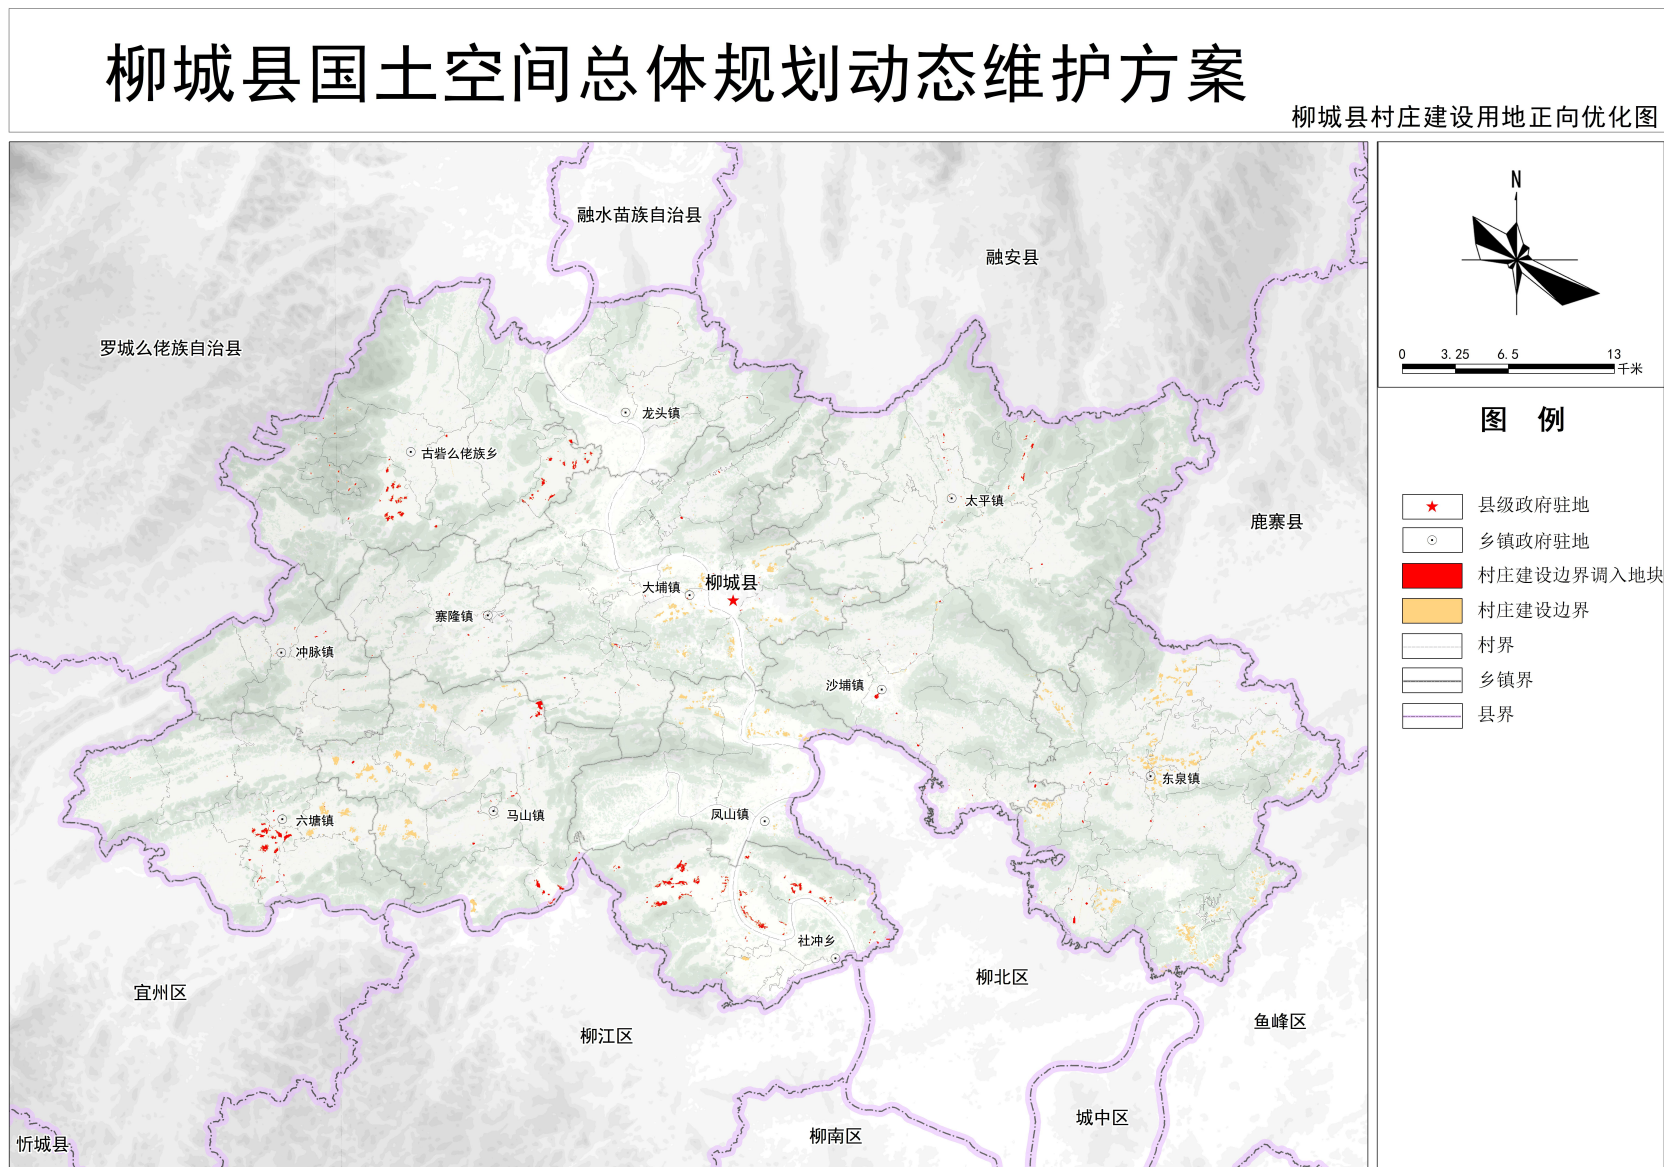 柳城县国土空间总体规划动态维护方案
柳城县村庄建设用地正向优化图
融水苗族自治县
融安县
罗城么佬族自治县
龙头镇
古砦么佬族乡
太平镇
鹿寨县
大埔镇
柳城县
寨隆镇
冲脉镇
沙埔镇
东泉镇
六塘镇
马山镇
凤山镇
社冲乡
宜州区
柳北区
柳江区
鱼峰区
城中区
柳南区
忻城县
N
0 3.25 6.5 13
千米
图 例
县级政府驻地
乡镇政府驻地
村庄建设边界调入地块
村庄建设边界
村界
乡镇界
县界